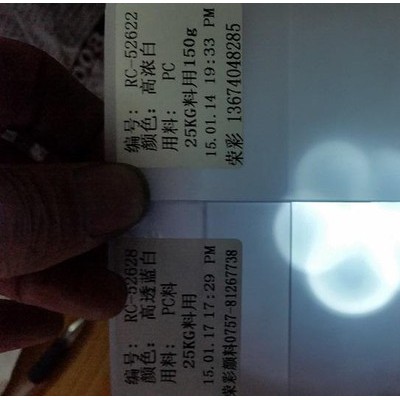 编号: RC-52622
颜色: 高浓白
用料: PC
25KG料用150g
15.01.14 19:33 PM
荣彩 13674048285
编号: RC-52628
颜色: 高透蓝白
用料: PC料
25KG料用
15.01.17 17:29 PM
荣彩颜料0757-81267738